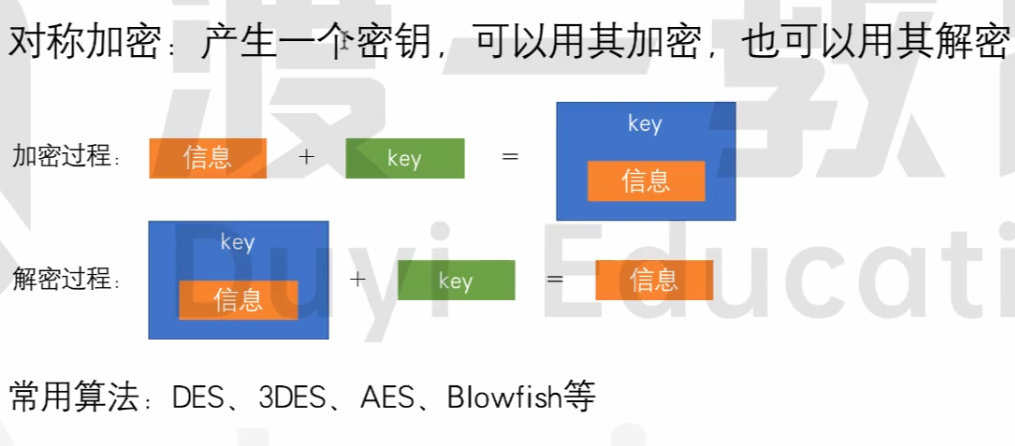 对称加密：产生一个密钥，可以用其加密，也可以用其解密
加密过程： 信息 + key = key 信息
解密过程： key 信息 + key = 信息
常用算法：DES、3DES、AES、Blowfish等
渡一教
Duyi Educati